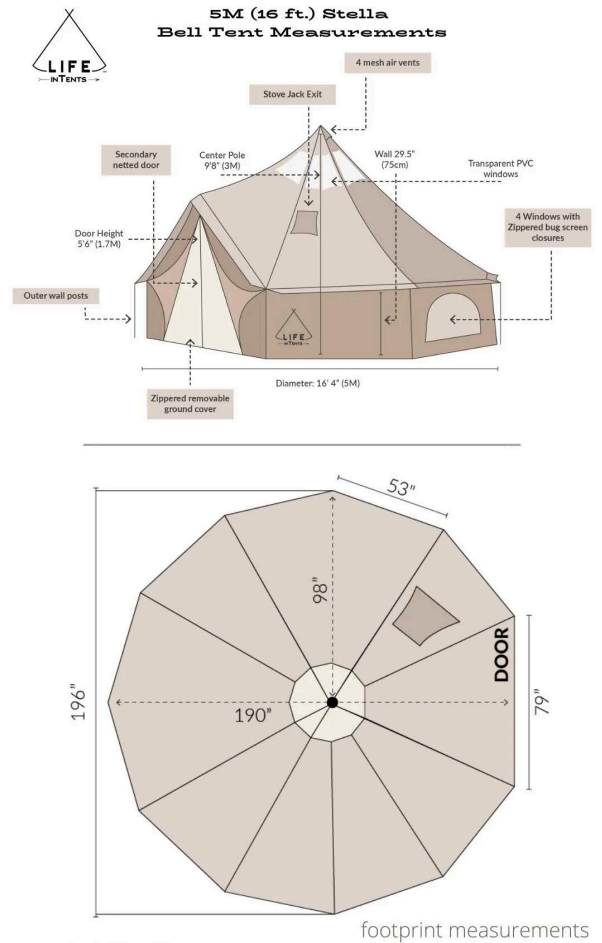 5M (16 ft.) Stella
Bell Tent Measurements
LIFE
inTENTS
4 mesh air vents
Stove Jack Exit
Secondary
netted door
Center Pole
9'8" (3M)
Wall 29.5"
(75cm)
Transparent PVC
windows
4 Windows with
Zippered bug screen
closures
Door Height
5'6" (1.7M)
Outer wall posts
LIFE
inTENTS
Diameter: 16' 4" (5M)
Zippered removable
ground cover
53"
98"
DOOR
196"
190"
79"
footprint measurements